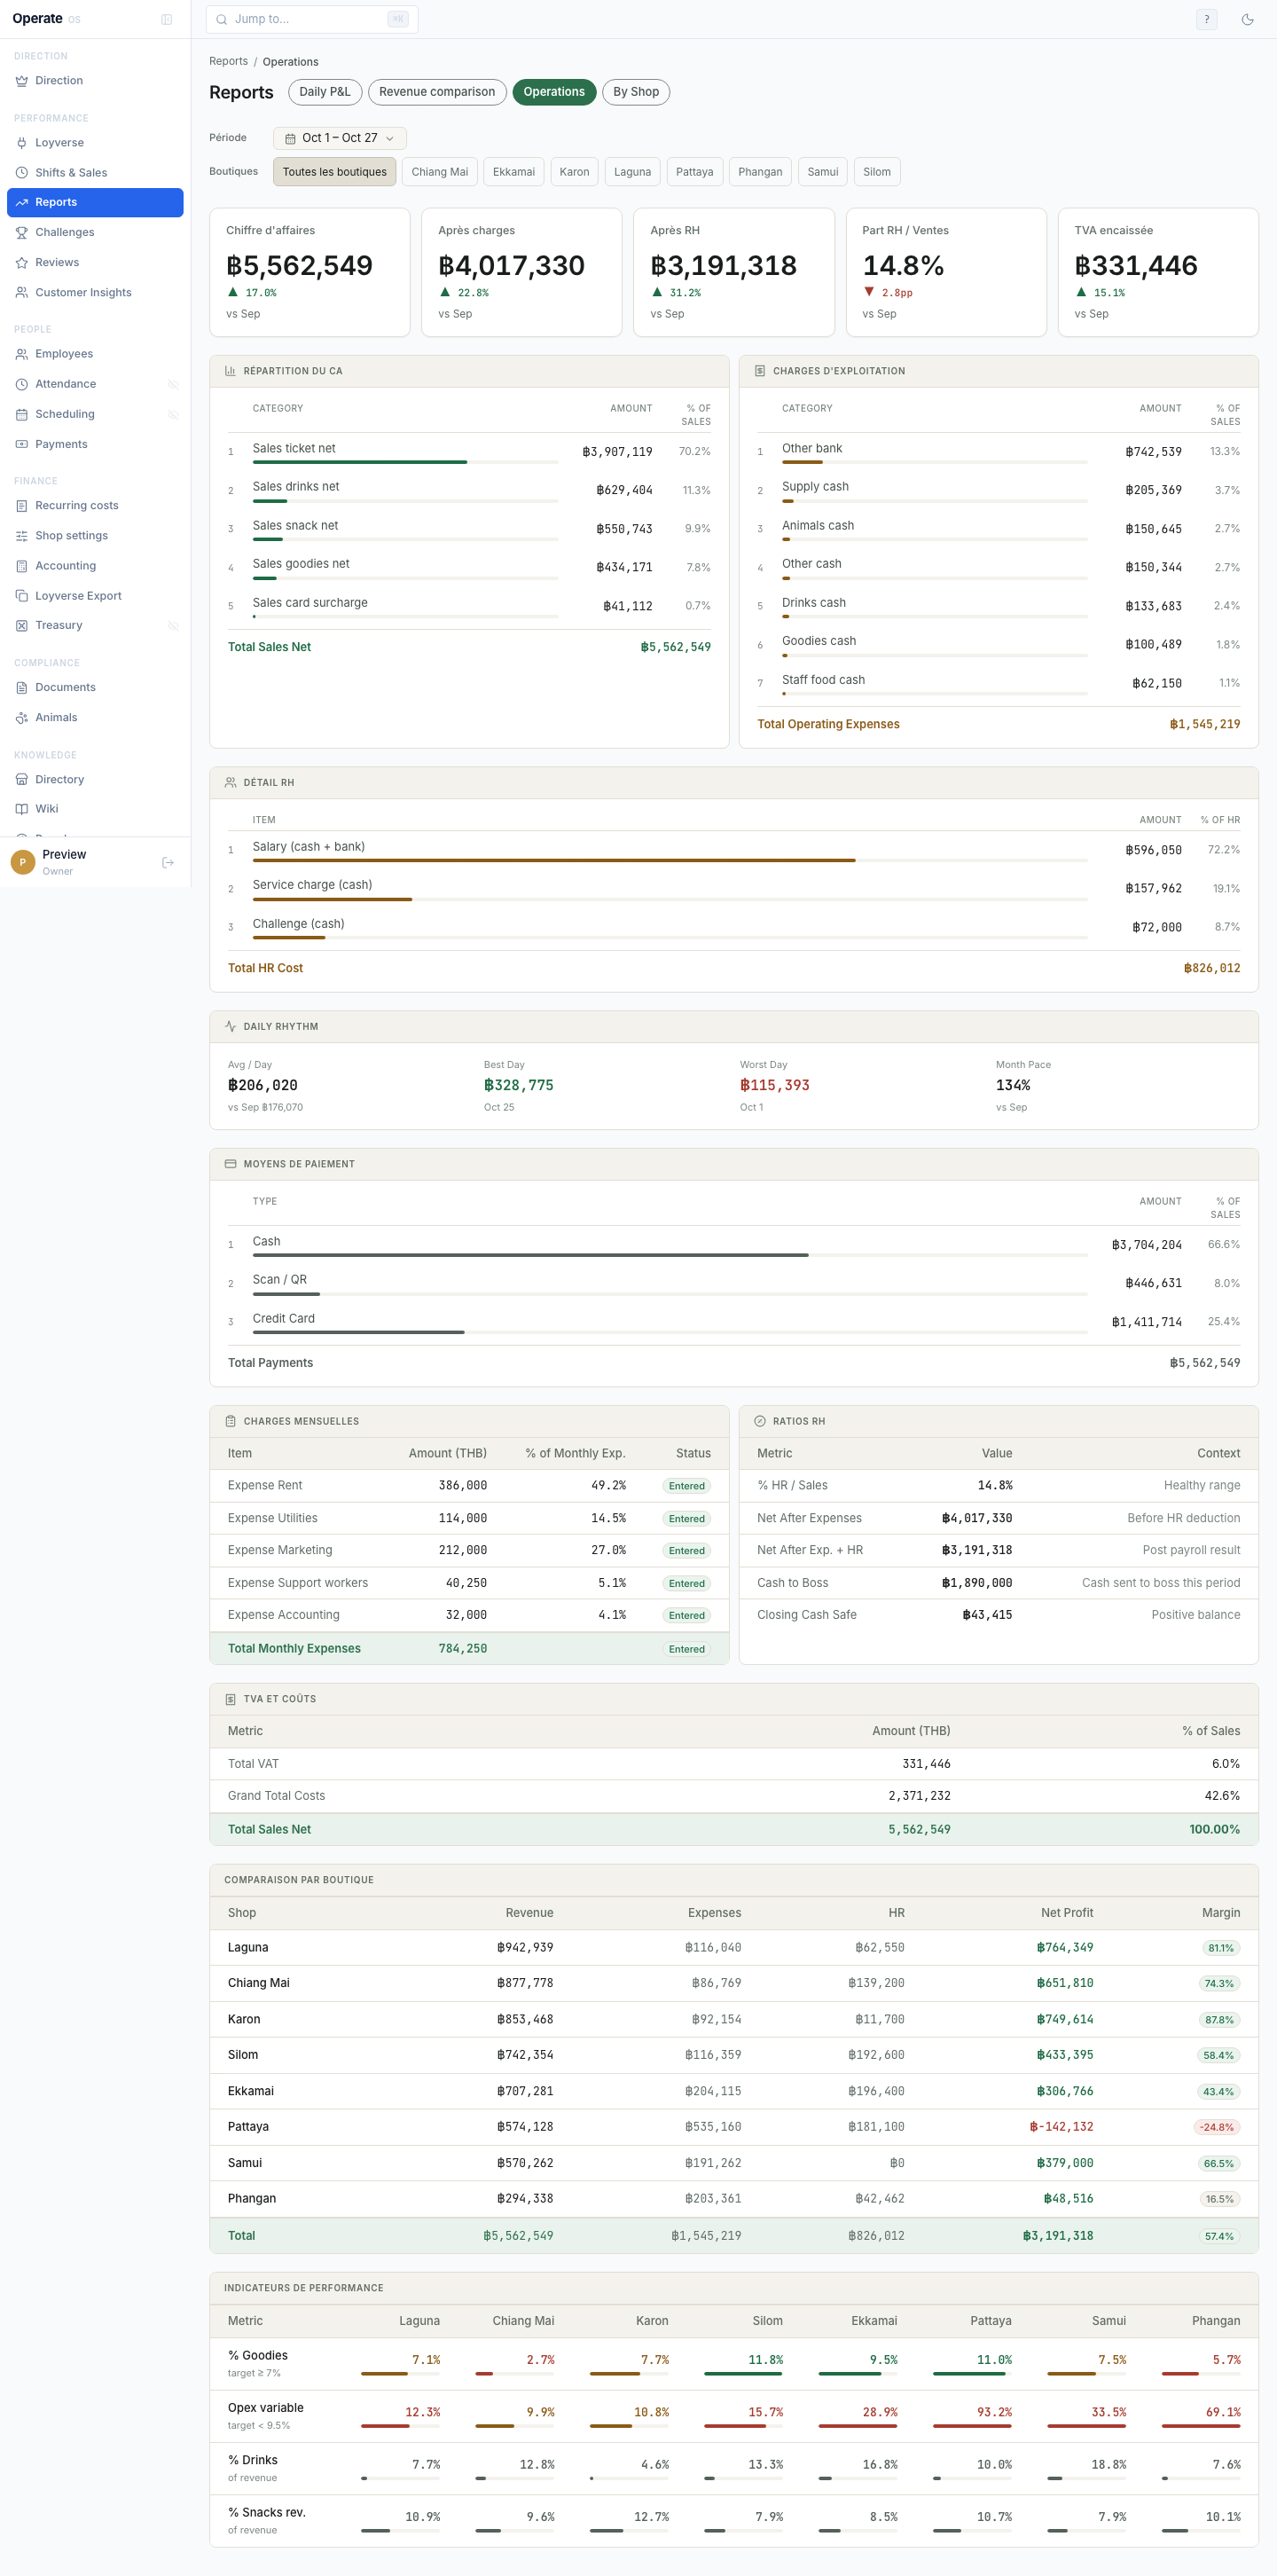 Operate OS
Jump to...
⌘K
?
DIRECTION
Direction
PERFORMANCE
Loyverse
Shifts & Sales
Reports
Challenges
Reviews
Customer Insights
PEOPLE
Employees
Attendance
Scheduling
Payments
FINANCE
Recurring costs
Shop settings
Accounting
Loyverse Export
Treasury
COMPLIANCE
Documents
Animals
KNOWLEDGE
Directory
Wiki
P
Preview
Owner
Reports / Operations
Reports
Daily P&L
Revenue comparison
Operations
By Shop
Période
Oct 1 – Oct 27
Boutiques
Toutes les boutiques
Chiang Mai
Ekkamai
Karon
Laguna
Pattaya
Phangan
Samui
Silom
Chiffre d'affaires
฿5,562,549
▲ 17.0%
vs Sep
Après charges
฿4,017,330
▲ 22.8%
vs Sep
Après RH
฿3,191,318
▲ 31.2%
vs Sep
Part RH / Ventes
14.8%
▼ 2.8pp
vs Sep
TVA encaissée
฿331,446
▲ 15.1%
vs Sep
RÉPARTITION DU CA
CATEGORY AMOUNT % OF SALES
1 Sales ticket net ฿3,907,119 70.2%
2 Sales drinks net ฿629,404 11.3%
3 Sales snack net ฿550,743 9.9%
4 Sales goodies net ฿434,171 7.8%
5 Sales card surcharge ฿41,112 0.7%
Total Sales Net ฿5,562,549
CHARGES D'EXPLOITATION
CATEGORY AMOUNT % OF SALES
1 Other bank ฿742,539 13.3%
2 Supply cash ฿205,369 3.7%
3 Animals cash ฿150,645 2.7%
4 Other cash ฿150,344 2.7%
5 Drinks cash ฿133,683 2.4%
6 Goodies cash ฿100,489 1.8%
7 Staff food cash ฿62,150 1.1%
Total Operating Expenses ฿1,545,219
DÉTAIL RH
ITEM AMOUNT % OF HR
1 Salary (cash + bank) ฿596,050 72.2%
2 Service charge (cash) ฿157,962 19.1%
3 Challenge (cash) ฿72,000 8.7%
Total HR Cost ฿826,012
DAILY RHYTHM
Avg / Day
฿206,020
vs Sep ฿176,070
Best Day
฿328,775
Oct 25
Worst Day
฿115,393
Oct 1
Month Pace
134%
vs Sep
MOYENS DE PAIEMENT
TYPE AMOUNT % OF SALES
1 Cash ฿3,704,204 66.6%
2 Scan / QR ฿446,631 8.0%
3 Credit Card ฿1,411,714 25.4%
Total Payments ฿5,562,549
CHARGES MENSUELLES
Item Amount (THB) % of Monthly Exp. Status
Expense Rent 386,000 49.2% Entered
Expense Utilities 114,000 14.5% Entered
Expense Marketing 212,000 27.0% Entered
Expense Support workers 40,250 5.1% Entered
Expense Accounting 32,000 4.1% Entered
Total Monthly Expenses 784,250 Entered
RATIOS RH
Metric Value Context
% HR / Sales 14.8% Healthy range
Net After Expenses ฿4,017,330 Before HR deduction
Net After Exp. + HR ฿3,191,318 Post payroll result
Cash to Boss ฿1,890,000 Cash sent to boss this period
Closing Cash Safe ฿43,415 Positive balance
TVA ET COÛTS
Metric Amount (THB) % of Sales
Total VAT 331,446 6.0%
Grand Total Costs 2,371,232 42.6%
Total Sales Net 5,562,549 100.00%
COMPARAISON PAR BOUTIQUE
Shop Revenue Expenses HR Net Profit Margin
Laguna ฿942,939 ฿116,040 ฿62,550 ฿764,349 81.1%
Chiang Mai ฿877,778 ฿86,769 ฿139,200 ฿651,810 74.3%
Karon ฿853,468 ฿92,154 ฿11,700 ฿749,614 87.8%
Silom ฿742,354 ฿116,359 ฿192,600 ฿433,395 58.4%
Ekkamai ฿707,281 ฿204,115 ฿196,400 ฿306,766 43.4%
Pattaya ฿574,128 ฿535,160 ฿181,100 ฿-142,132 -24.8%
Samui ฿570,262 ฿191,262 ฿0 ฿379,000 66.5%
Phangan ฿294,338 ฿203,361 ฿42,462 ฿48,516 16.5%
Total ฿5,562,549 ฿1,545,219 ฿826,012 ฿3,191,318 57.4%
INDICATEURS DE PERFORMANCE
Metric Laguna Chiang Mai Karon Silom Ekkamai Pattaya Samui Phangan
% Goodies 7.1% 2.7% 7.7% 11.8% 9.5% 11.0% 7.5% 5.7%
target ≥ 7%
Opex variable 12.3% 9.9% 10.8% 15.7% 28.9% 93.2% 33.5% 69.1%
target < 9.5%
% Drinks 7.7% 12.8% 4.6% 13.3% 16.8% 10.0% 18.8% 7.6%
of revenue
% Snacks rev. 10.9% 9.6% 12.7% 7.9% 8.5% 10.7% 7.9% 10.1%
of revenue